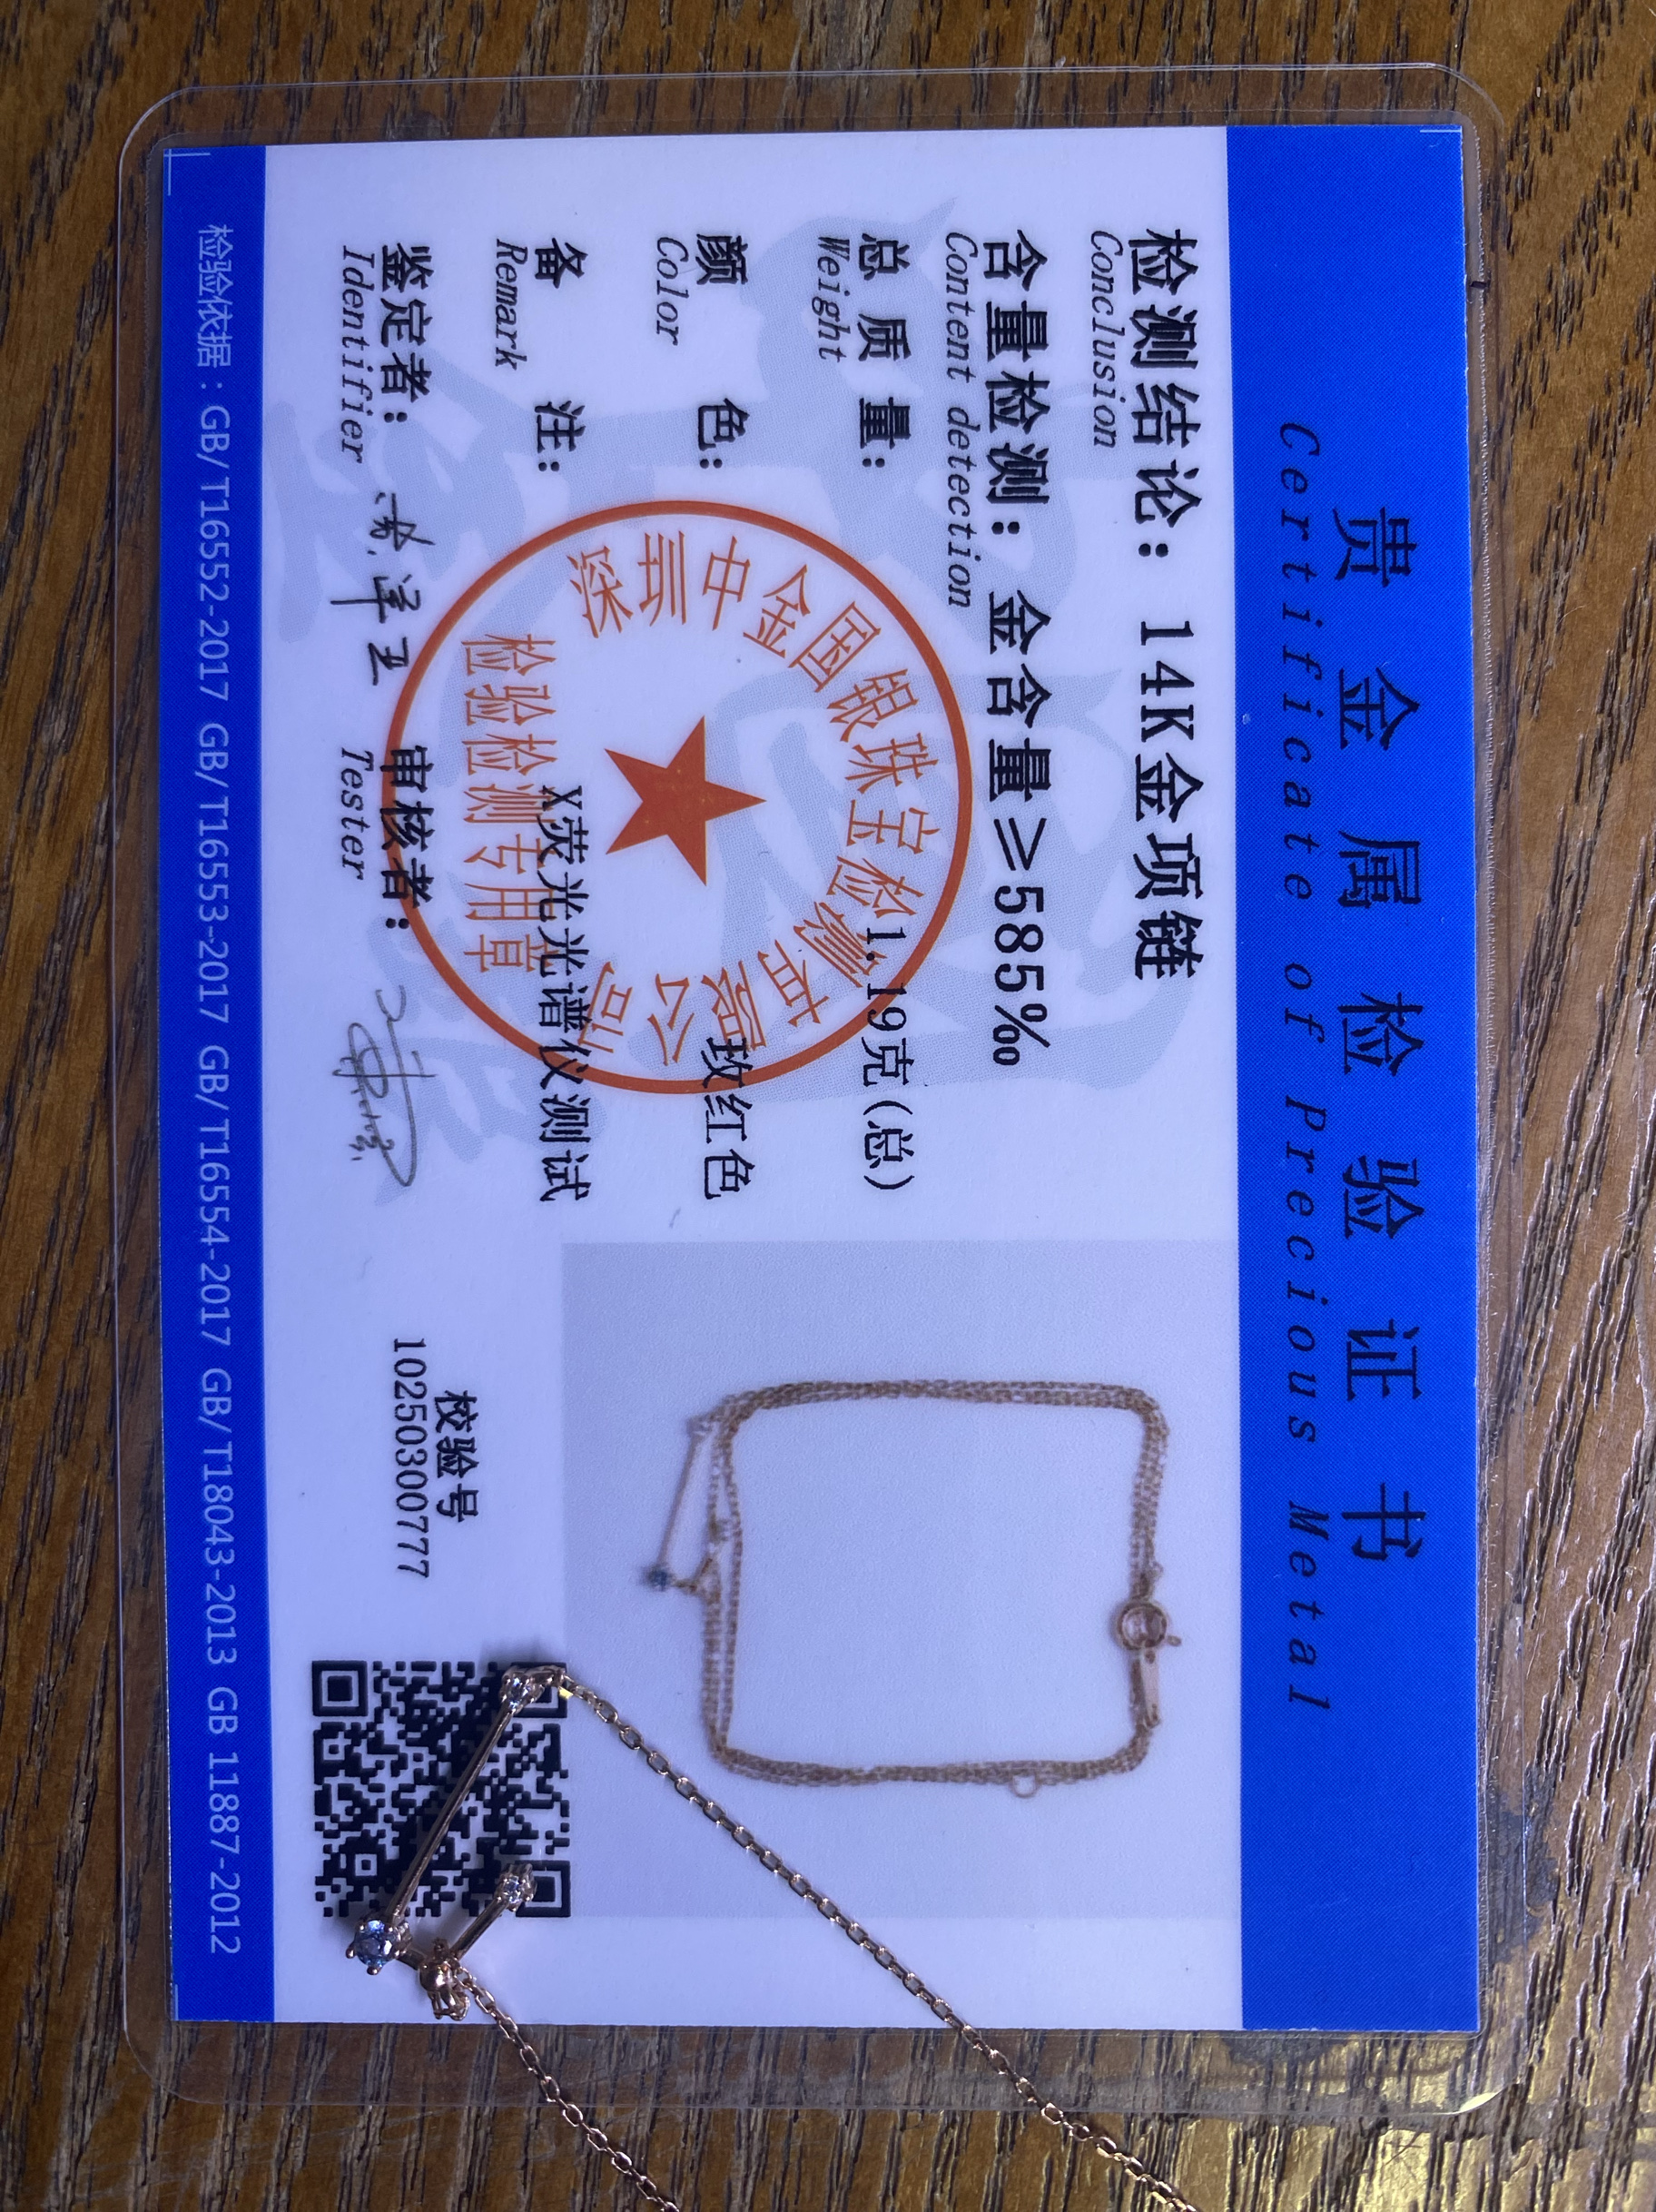 贵金属检验证书
Certificate of Precious Metal
检测结论: 14K金项链
Conclusion
含量检测: 金含量≥585‰
Content detection
总质量: 1.19克(总)
Weight
颜色: 玫红色
Color
备注: X荧光光谱仪测试
Remark
鉴定者:
Identifier
审核者:
Tester
深圳中金国银珠宝检测有限公司
检验检测专用章
校验号
10250300777
检验依据:GB/T16552-2017 GB/T16553-2017 GB/T16554-2017 GB/T18043-2013 GB 11887-2012